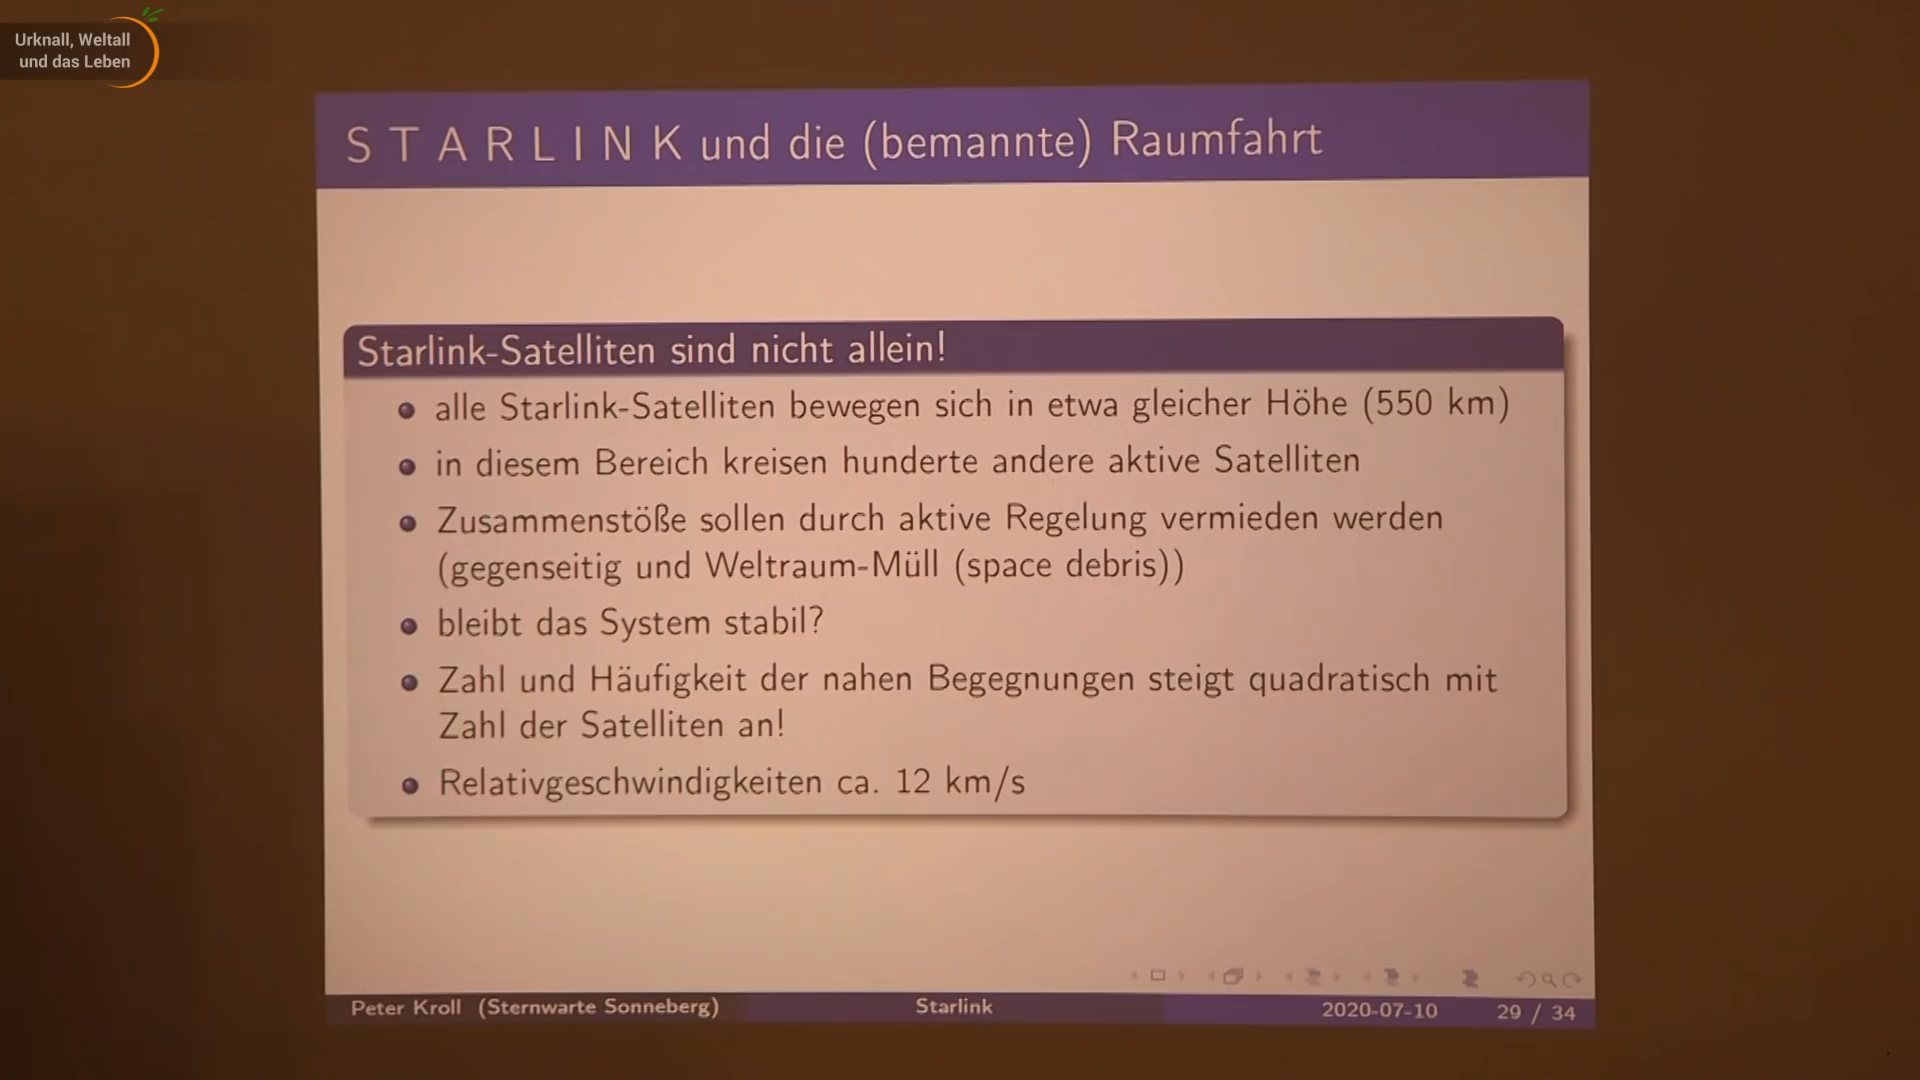 Urknall, Weltall
und das Leben
S T A R L I N K und die (bemannte) Raumfahrt
Starlink-Satelliten sind nicht allein!
alle Starlink-Satelliten bewegen sich in etwa gleicher Höhe (550 km)
in diesem Bereich kreisen hunderte andere aktive Satelliten
Zusammenstöße sollen durch aktive Regelung vermieden werden
(gegenseitig und Weltraum-Müll (space debris))
bleibt das System stabil?
Zahl und Häufigkeit der nahen Begegnungen steigt quadratisch mit
Zahl der Satelliten an!
Relativgeschwindigkeiten ca. 12 km/s
Peter Kroll (Sternwarte Sonneberg) Starlink 2020-07-10 29 / 34